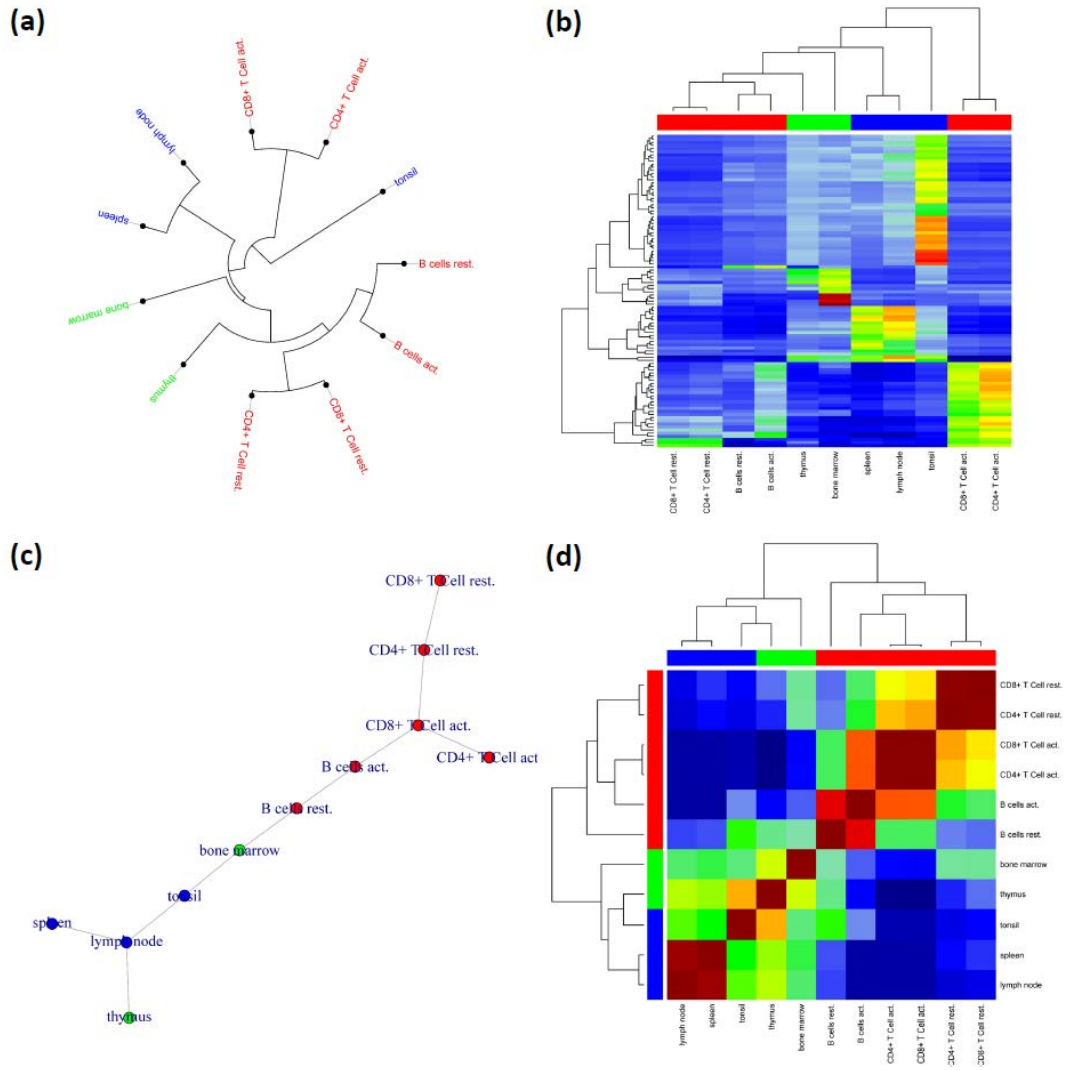 (a)
CD8+ T Cell act.
CD4+ T Cell act.
lymph node
tonsil
spleen
B cells rest.
bone marrow
B cells act.
thymus
CD4+ T Cell rest.
CD8+ T Cell rest.
(b)
CD8+ T Cell rest.
CD4+ T Cell rest.
B cells rest.
B cells act.
thymus
bone marrow
spleen
lymph node
tonsil
CD8+ T Cell act.
CD4+ T Cell act.
(c)
CD8+ T Cell rest.
CD4+ T Cell rest.
CD8+ T Cell act.
CD4+ T Cell act
B cells act.
B cells rest.
bone marrow
tonsil
spleen
lymph node
thymus
(d)
CD8+ T Cell rest.
CD4+ T Cell rest.
CD8+ T Cell act.
CD4+ T Cell act.
B cells act.
B cells rest.
bone marrow
thymus
tonsil
spleen
lymph node
lymph node
spleen
tonsil
thymus
bone marrow
B cells rest.
B cells act.
CD4+ T Cell act.
CD8+ T Cell act.
CD4+ T Cell rest.
CD8+ T Cell rest.